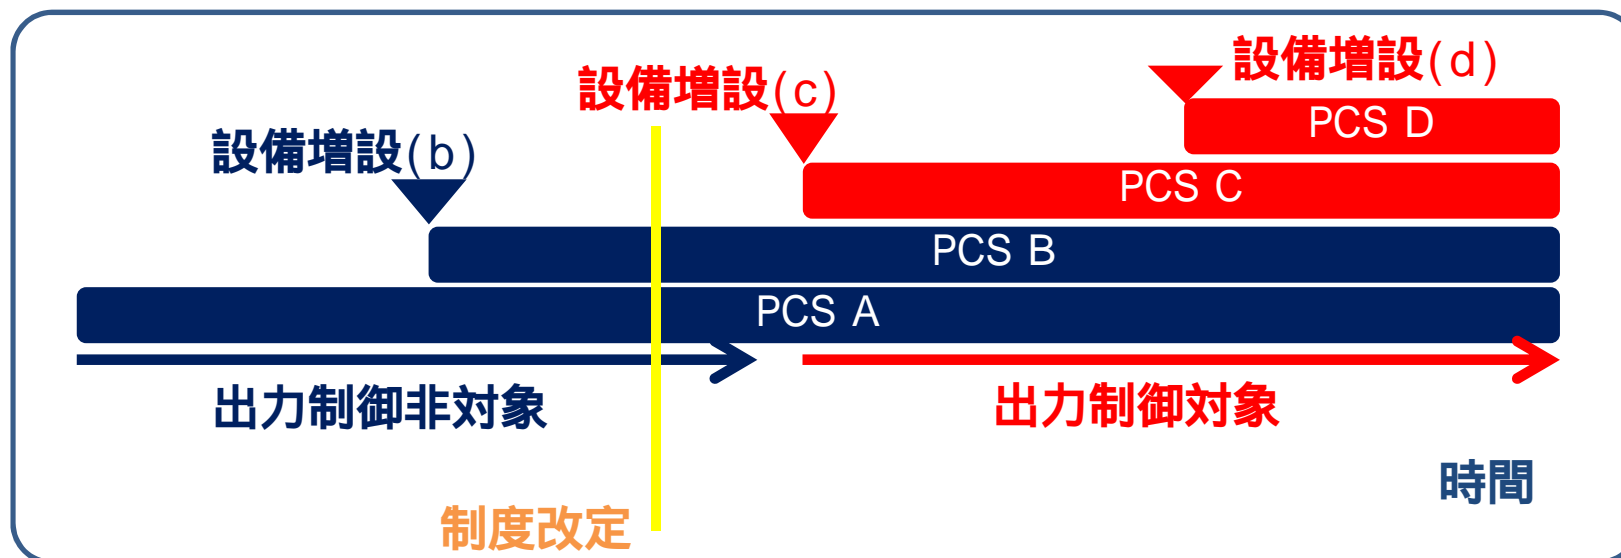 設備増設(d)
設備増設(c)
PCS D
設備増設(b)
PCS C
PCS B
PCS A
出力制御非対象
出力制御対象
時間
制度改定